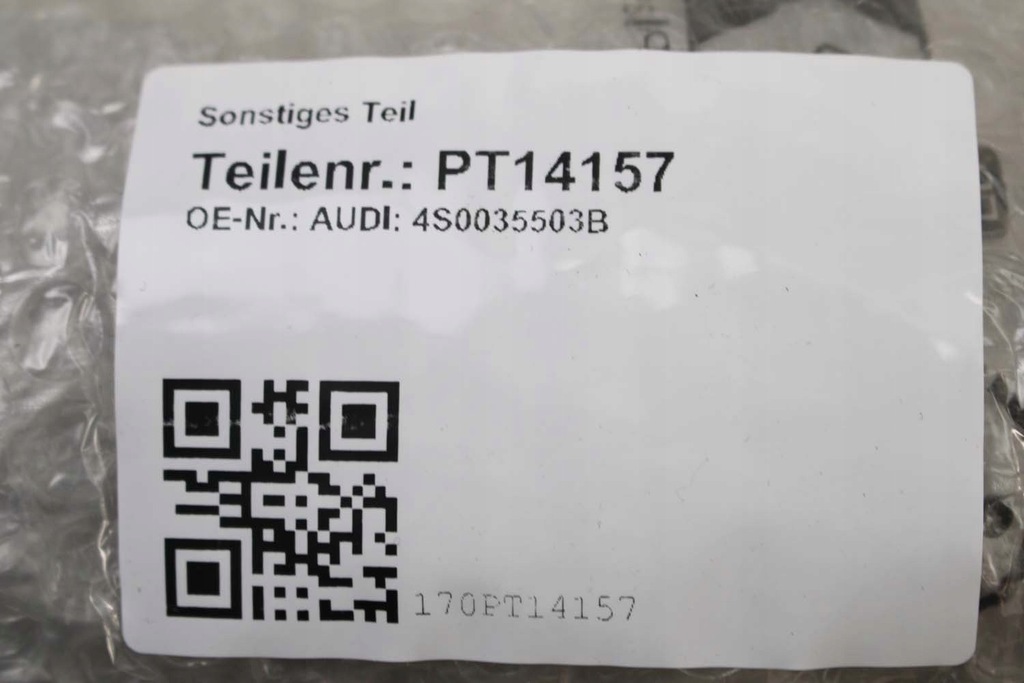 Sonstiges Teil
Teilenr.: PT14157
OE-Nr.: AUDI: 4S0035503B
170PT14157